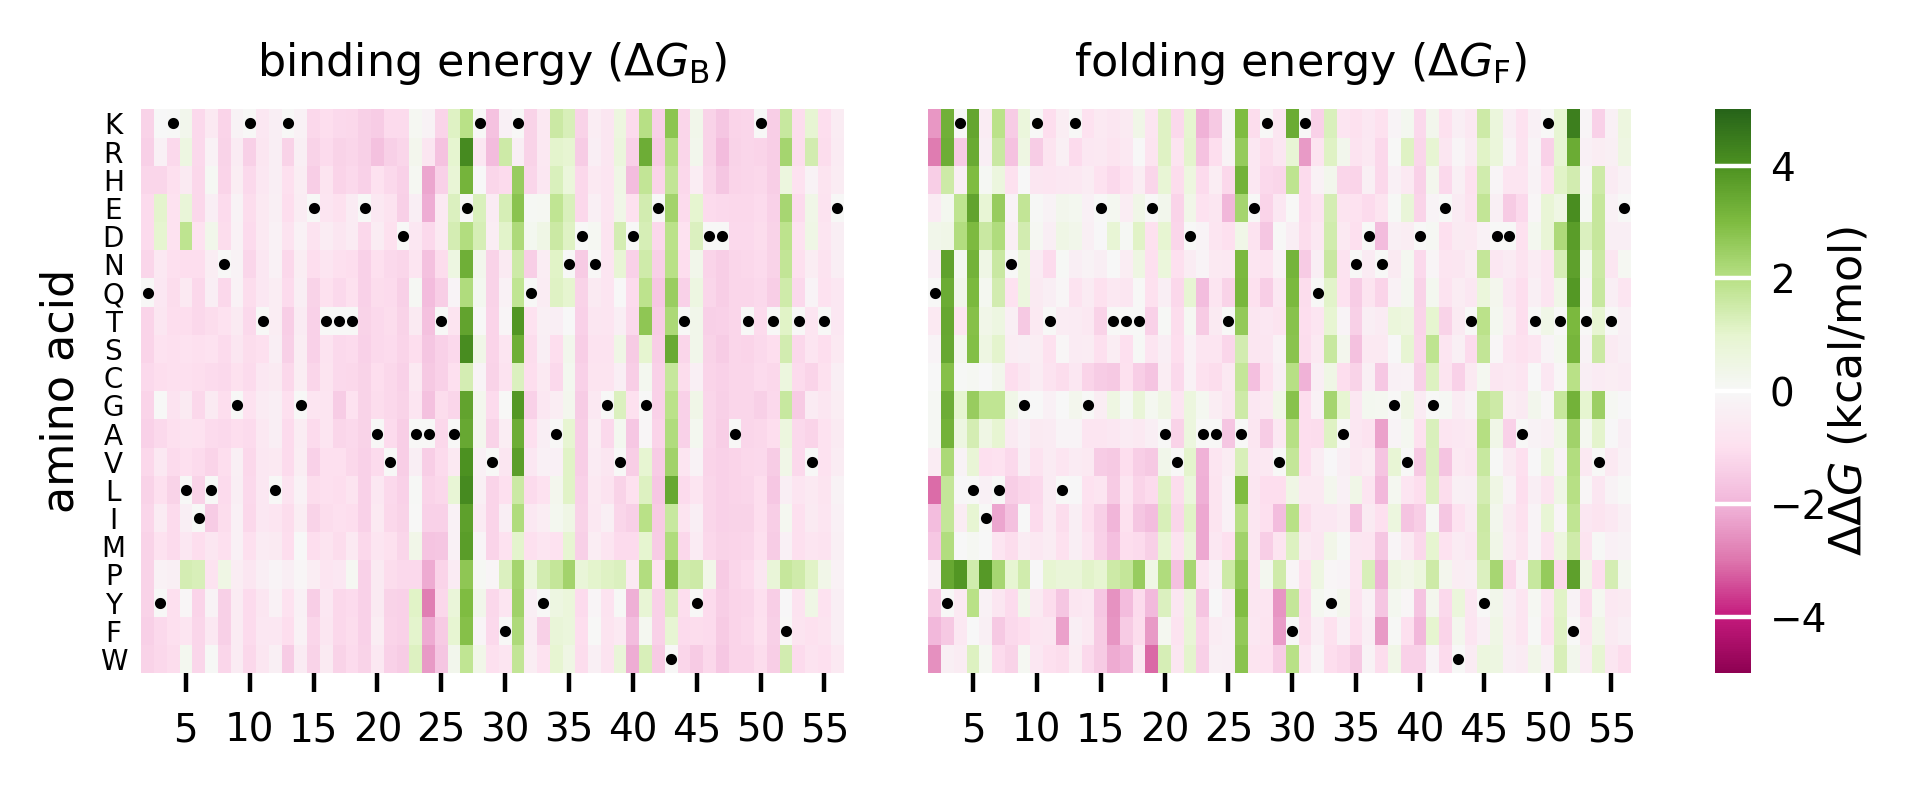 binding energy (ΔG_B)
folding energy (ΔG_F)
amino acid
K
R
H
E
D
N
Q
T
S
C
G
A
V
L
I
M
P
Y
F
W
5 10 15 20 25 30 35 40 45 50 55
5 10 15 20 25 30 35 40 45 50 55
4
2
0
−2
−4
ΔΔG (kcal/mol)